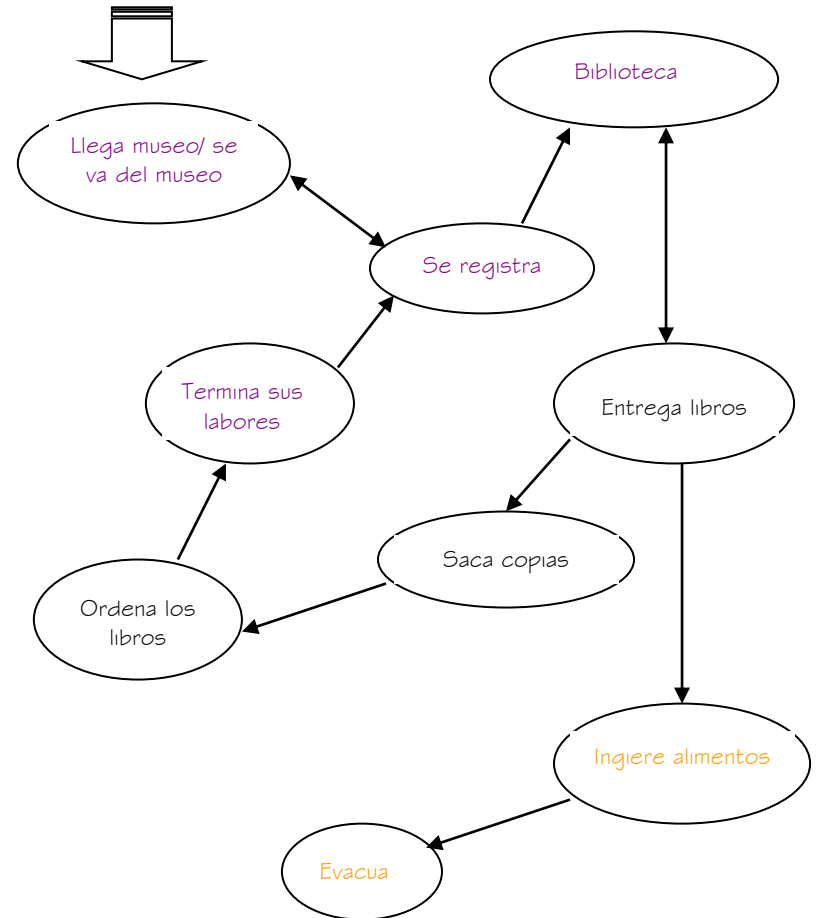 Biblioteca
Llega museo/ se
va del museo
Se registra
Termina sus
labores
Entrega libros
Saca copias
Ordena los
libros
Ingiere alimentos
Evacua